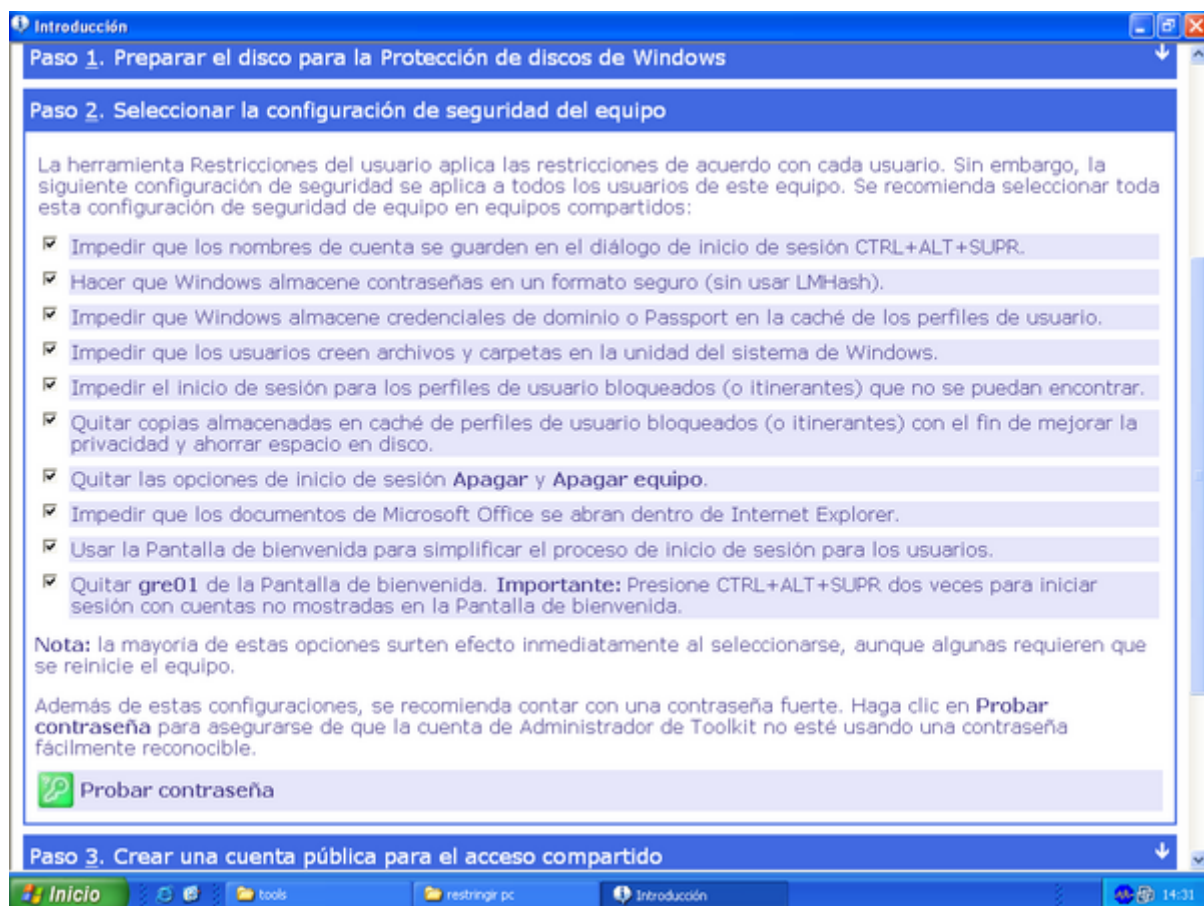 Introducción
Paso 1. Preparar el disco para la Protección de discos de Windows
Paso 2. Seleccionar la configuración de seguridad del equipo
La herramienta Restricciones del usuario aplica las restricciones de acuerdo con cada usuario. Sin embargo, la
siguiente configuración de seguridad se aplica a todos los usuarios de este equipo. Se recomienda seleccionar toda
esta configuración de seguridad de equipo en equipos compartidos:
Impedir que los nombres de cuenta se guarden en el diálogo de inicio de sesión CTRL+ALT+SUPR.
Hacer que Windows almacene contraseñas en un formato seguro (sin usar LMHash).
Impedir que Windows almacene credenciales de dominio o Passport en la caché de los perfiles de usuario.
Impedir que los usuarios creen archivos y carpetas en la unidad del sistema de Windows.
Impedir el inicio de sesión para los perfiles de usuario bloqueados (o itinerantes) que no se puedan encontrar.
Quitar copias almacenadas en caché de perfiles de usuario bloqueados (o itinerantes) con el fin de mejorar la
privacidad y ahorrar espacio en disco.
Quitar las opciones de inicio de sesión Apagar y Apagar equipo.
Impedir que los documentos de Microsoft Office se abran dentro de Internet Explorer.
Usar la Pantalla de bienvenida para simplificar el proceso de inicio de sesión para los usuarios.
Quitar gre01 de la Pantalla de bienvenida. Importante: Presione CTRL+ALT+SUPR dos veces para iniciar
sesión con cuentas no mostradas en la Pantalla de bienvenida.
Nota: la mayoría de estas opciones surten efecto inmediatamente al seleccionarse, aunque algunas requieren que
se reinicie el equipo.
Además de estas configuraciones, se recomienda contar con una contraseña fuerte. Haga clic en Probar
contraseña para asegurarse de que la cuenta de Administrador de Toolkit no esté usando una contraseña
fácilmente reconocible.
Probar contraseña
Paso 3. Crear una cuenta pública para el acceso compartido
Inicio tools restringir pc Introducción 14:31